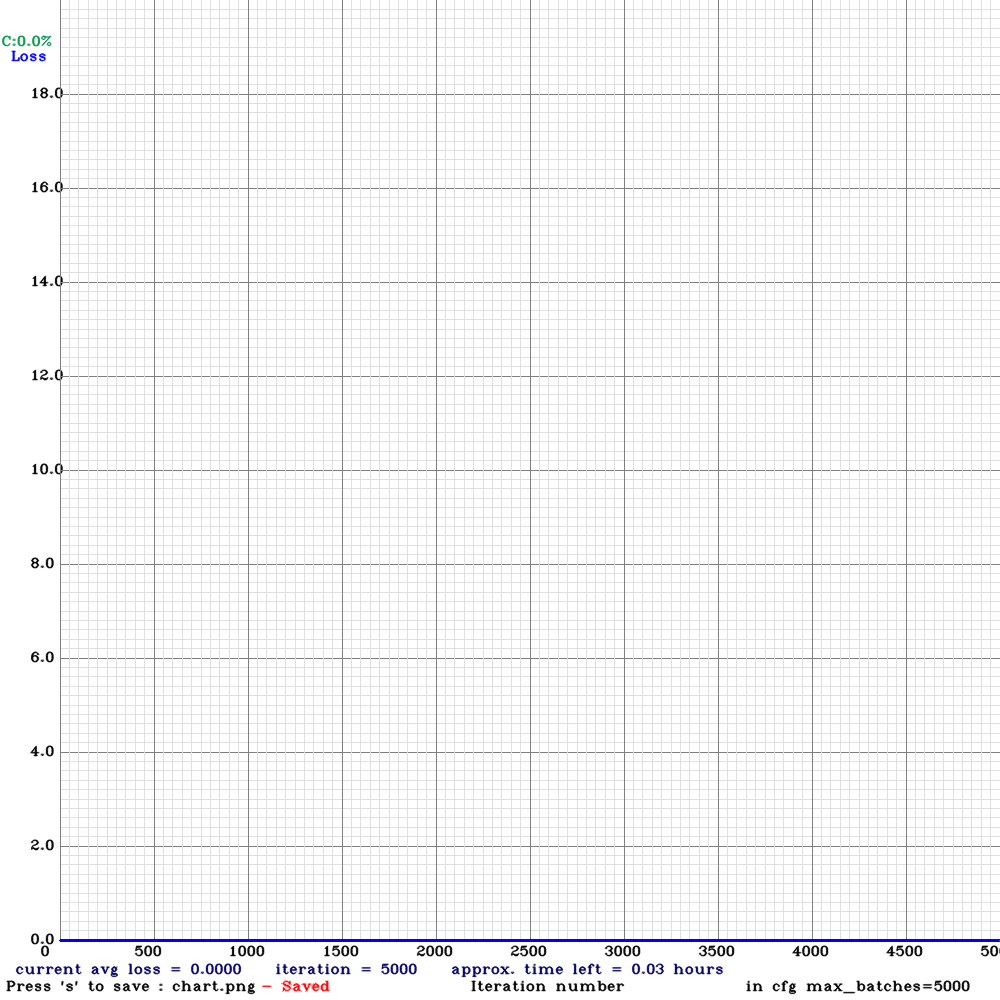 C:0.0%
Loss
18.0
16.0
14.0
12.0
10.0
8.0
6.0
4.0
2.0
0.0
0 500 1000 1500 2000 2500 3000 3500 4000 4500 500
current avg loss = 0.0000 iteration = 5000 approx. time left = 0.03 hours
Press 's' to save : chart.png - Saved Iteration number in cfg max_batches=5000